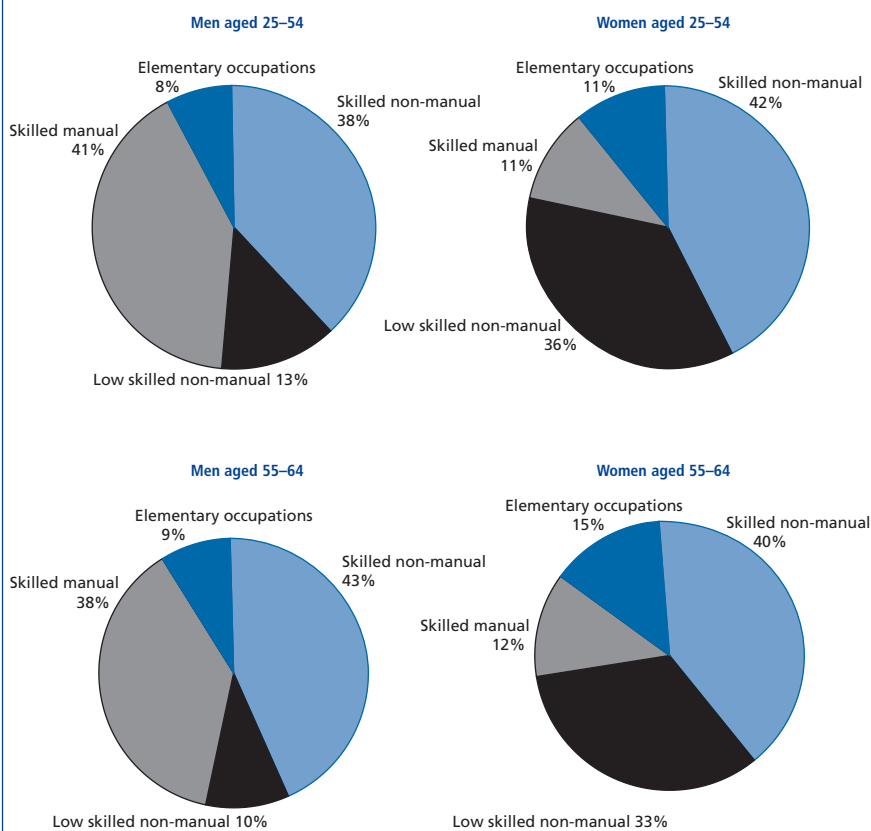 Men aged 25–54
Elementary occupations
8%
Skilled non-manual
38%
Skilled manual
41%
Low skilled non-manual 13%
Women aged 25–54
Elementary occupations
11%
Skilled non-manual
42%
Skilled manual
11%
Low skilled non-manual
36%
Men aged 55–64
Elementary occupations
9%
Skilled non-manual
43%
Skilled manual
38%
Low skilled non-manual 10%
Women aged 55–64
Elementary occupations
15%
Skilled non-manual
40%
Skilled manual
12%
Low skilled non-manual 33%